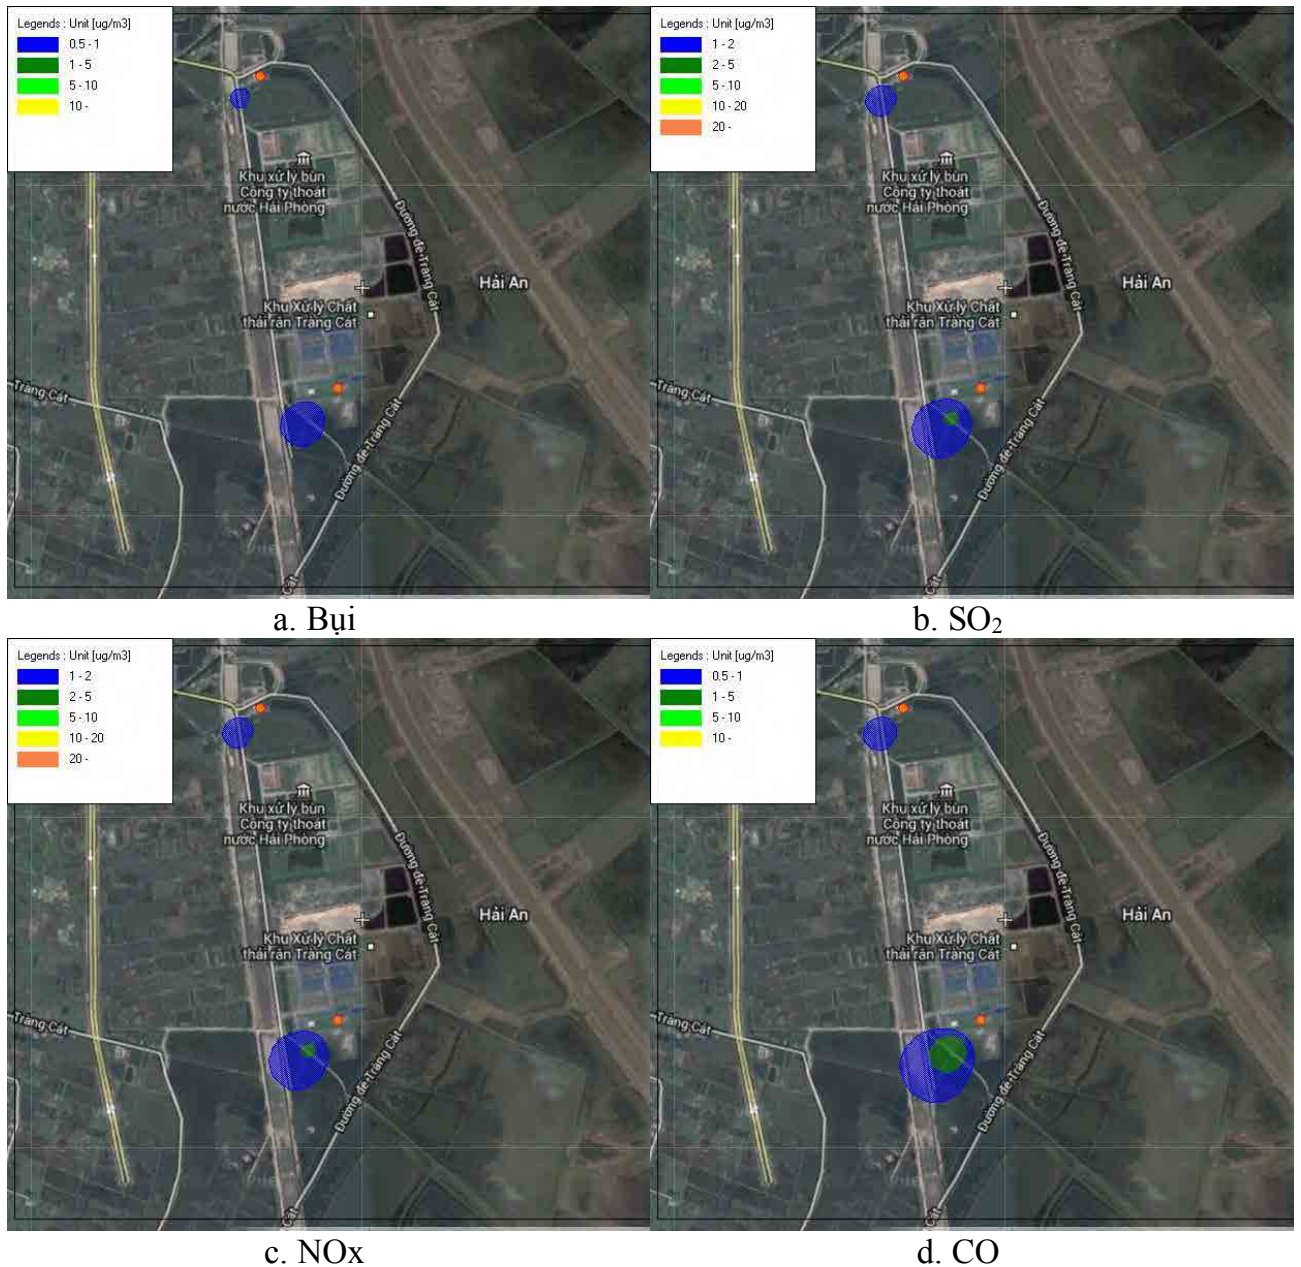 Legends : Unit [ug/m3]
0.5 - 1
1 - 5
5 - 10
10 -
Khu xử lý bùn
Công ty thoát
nước Hải Phòng
Đường đê Tràng Cát
Hải An
Khu Xử lý Chất
thải rắn Tràng Cát
Tràng Cát
Đường đê Tràng Cát
Cát
a. Bụi
Legends : Unit [ug/m3]
1 - 2
2 - 5
5 - 10
10 - 20
20 -
Khu xử lý bùn
Công ty thoát
nước Hải Phòng
Đường đê Tràng Cát
Hải An
Khu Xử lý Chất
thải rắn Tràng Cát
Tràng Cát
Đường đê Tràng Cát
Cát
b. SO₂
Legends : Unit [ug/m3]
1 - 2
2 - 5
5 - 10
10 - 20
20 -
Khu xử lý bùn
Công ty thoát
nước Hải Phòng
Đường đê Tràng Cát
Hải An
Khu Xử lý Chất
thải rắn Tràng Cát
Tràng Cát
Đường đê Tràng Cát
Cát
c. NOx
Legends : Unit [ug/m3]
0.5 - 1
1 - 5
5 - 10
10 -
Khu xử lý bùn
Công ty thoát
nước Hải Phòng
Đường đê Tràng Cát
Hải An
Khu Xử lý Chất
thải rắn Tràng Cát
Tràng Cát
Đường đê Tràng Cát
Cát
d. CO